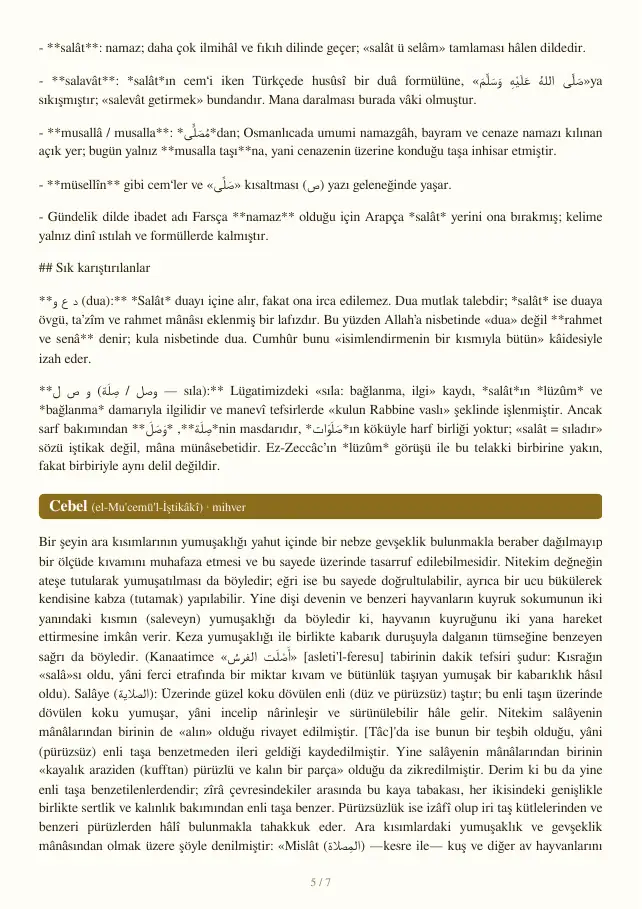 - **salât**: namaz; daha çok ilmihâl ve fıkıh dilinde geçer; «salât ü selâm» tamlaması hâlen dildedir.
- **salavât**: *salât*ın cem‘i iken Türkçede husûsî bir duâ formülüne, «صَلَّى اللهُ عَلَيْهِ وَسَلَّمَ»ya
sıkışmıştır; «salevât getirmek» bundandır. Mana daralması burada vâki olmuştur.
- **musallâ / musalla**: *مُصَلًّى*dan; Osmanlıcada umumi namazgâh, bayram ve cenaze namazı kılınan
açık yer; bugün yalnız **musalla taşı**na, yani cenazenin üzerine konduğu taşa inhisar etmiştir.
- **müsellîn** gibi cem‘ler ve «صَلَّى» kısaltması (ص) yazı geleneğinde yaşar.
- Gündelik dilde ibadet adı Farsça **namaz** olduğu için Arapça *salât* yerini ona bırakmış; kelime
yalnız dinî ıstılah ve formüllerde kalmıştır.
## Sık karıştırılanlar
**د ع و (dua):** *Salât* duayı içine alır, fakat ona irca edilemez. Dua mutlak talebdir; *salât* ise duaya
övgü, ta'zîm ve rahmet mânâsı eklenmiş bir lafızdır. Bu yüzden Allah'a nisbetinde «dua» değil **rahmet
ve senâ** denir; kula nisbetinde dua. Cumhûr bunu «isimlendirmenin bir kısmıyla bütün» kâidesiyle
izah eder.
**و ص ل (وصل / صِلَة — sıla):** Lügatimizdeki «sıla: bağlanma, ilgi» kaydı, *salât*ın *lüzûm* ve
*bağlanma* damarıyla ilgilidir ve manevî tefsirlerde «kulun Rabbine vaslı» şeklinde işlenmiştir. Ancak
sarf bakımından **صِلَة**, *وَصَلَ*nin masdarıdır, *صَلَوَات*ın köküyle harf birliği yoktur; «salât = sıladır»
sözü iştikak değil, mâna münâsebetidir. Ez-Zeccâc'ın *lüzûm* görüşü ile bu telakki birbirine yakın,
fakat birbiriyle aynı delil değildir.
Cebel (el-Mu'cemü'l-İştikâkî) · mihver
Bir şeyin ara kısımlarının yumuşaklığı yahut içinde bir nebze gevşeklik bulunmakla beraber dağılmayıp
bir ölçüde kıvamını muhafaza etmesi ve bu sayede üzerinde tasarruf edilebilmesidir. Nitekim değneğin
ateşe tutularak yumuşatılması da böyledir; eğri ise bu sayede doğrultulabilir, ayrıca bir ucu bükülerek
kendisine kabza (tutamak) yapılabilir. Yine dişi devenin ve benzeri hayvanların kuyruk sokumunun iki
yanındaki kısmın (saleveyn) yumuşaklığı da böyledir ki, hayvanın kuyruğunu iki yana hareket
ettirmesine imkân verir. Keza yumuşaklığı ile birlikte kabarık duruşuyla dalganın tümseğine benzeyen
sağrı da böyledir. (Kanaatimce «أَصْلَت الفرسُ» [asleti'l-feresu] tabirinin dakik tefsiri şudur: Kısrağın
«salâ»sı oldu, yâni ferci etrafında bir miktar kıvam ve bütünlük taşıyan yumuşak bir kabarıklık hâsıl
oldu). Salâye (الصلاية): Üzerinde güzel koku dövülen enli (düz ve pürüzsüz) taştır; bu enli taşın üzerinde
dövülen koku yumuşar, yâni incelip nârinleşir ve sürünülebilir hâle gelir. Nitekim salâyenin
mânâlarından birinin de «alın» olduğu rivayet edilmiştir. [Tâc]'da ise bunun bir teşbih olduğu, yâni
(pürüzsüz) enli taşa benzetmeden ileri geldiği kaydedilmiştir. Yine salâyenin mânâlarından birinin
«kayalık araziden (kufftan) pürüzlü ve kalın bir parça» olduğu da zikredilmiştir. Derim ki bu da yine
enli taşa benzetilenlerdendir; zîrâ çevresindekiler arasında bu kaya tabakası, her ikisindeki genişlikle
birlikte sertlik ve kalınlık bakımından enli taşa benzer. Pürüzsüzlük ise izâfî olup iri taş kütlelerinden ve
benzeri pürüzlerden hâlî bulunmakla tahakkuk eder. Ara kısımlardaki yumuşaklık ve gevşeklik
mânâsından olmak üzere şöyle denilmiştir: «Mislât (المِصلاة) —kesre ile— kuş ve diğer av hayvanlarını
5 / 7